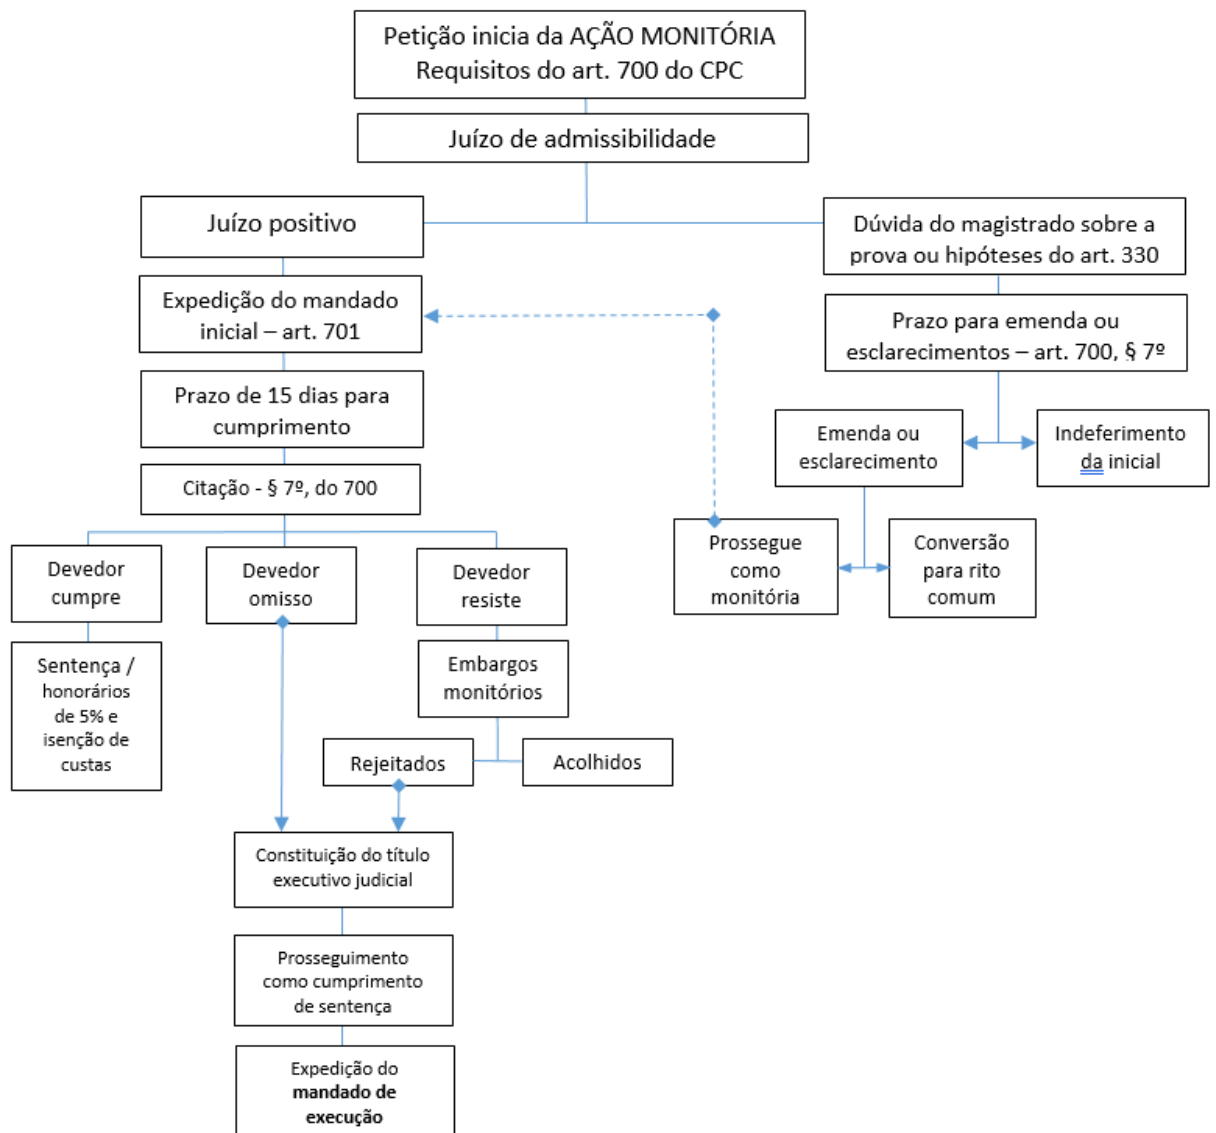 Petição inicia da AÇÃO MONITÓRIA
Requisitos do art. 700 do CPC
Juízo de admissibilidade
Juízo positivo
Dúvida do magistrado sobre a
prova ou hipóteses do art. 330
Expedição do mandado
inicial – art. 701
Prazo para emenda ou
esclarecimentos – art. 700, § 7º
Prazo de 15 dias para
cumprimento
Emenda ou
esclarecimento
Indeferimento
da inicial
Citação - § 7º, do 700
Prossegue
como
monitória
Conversão
para rito
comum
Devedor
cumpre
Devedor
omisso
Devedor
resiste
Sentença /
honorários
de 5% e
isenção de
custas
Embargos
monitórios
Rejeitados
Acolhidos
Constituição do título
executivo judicial
Prosseguimento
como cumprimento
de sentença
Expedição do
mandado de
execução